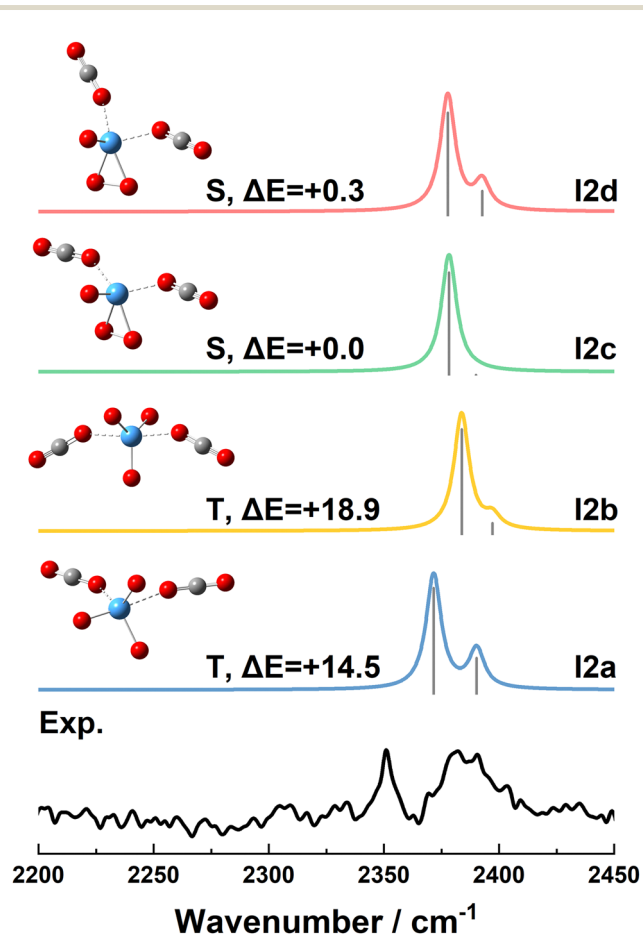 S, ΔE=+0.3 I2d
S, ΔE=+0.0 I2c
T, ΔE=+18.9 I2b
T, ΔE=+14.5 I2a
Exp.
2200 2250 2300 2350 2400 2450
Wavenumber / cm⁻¹